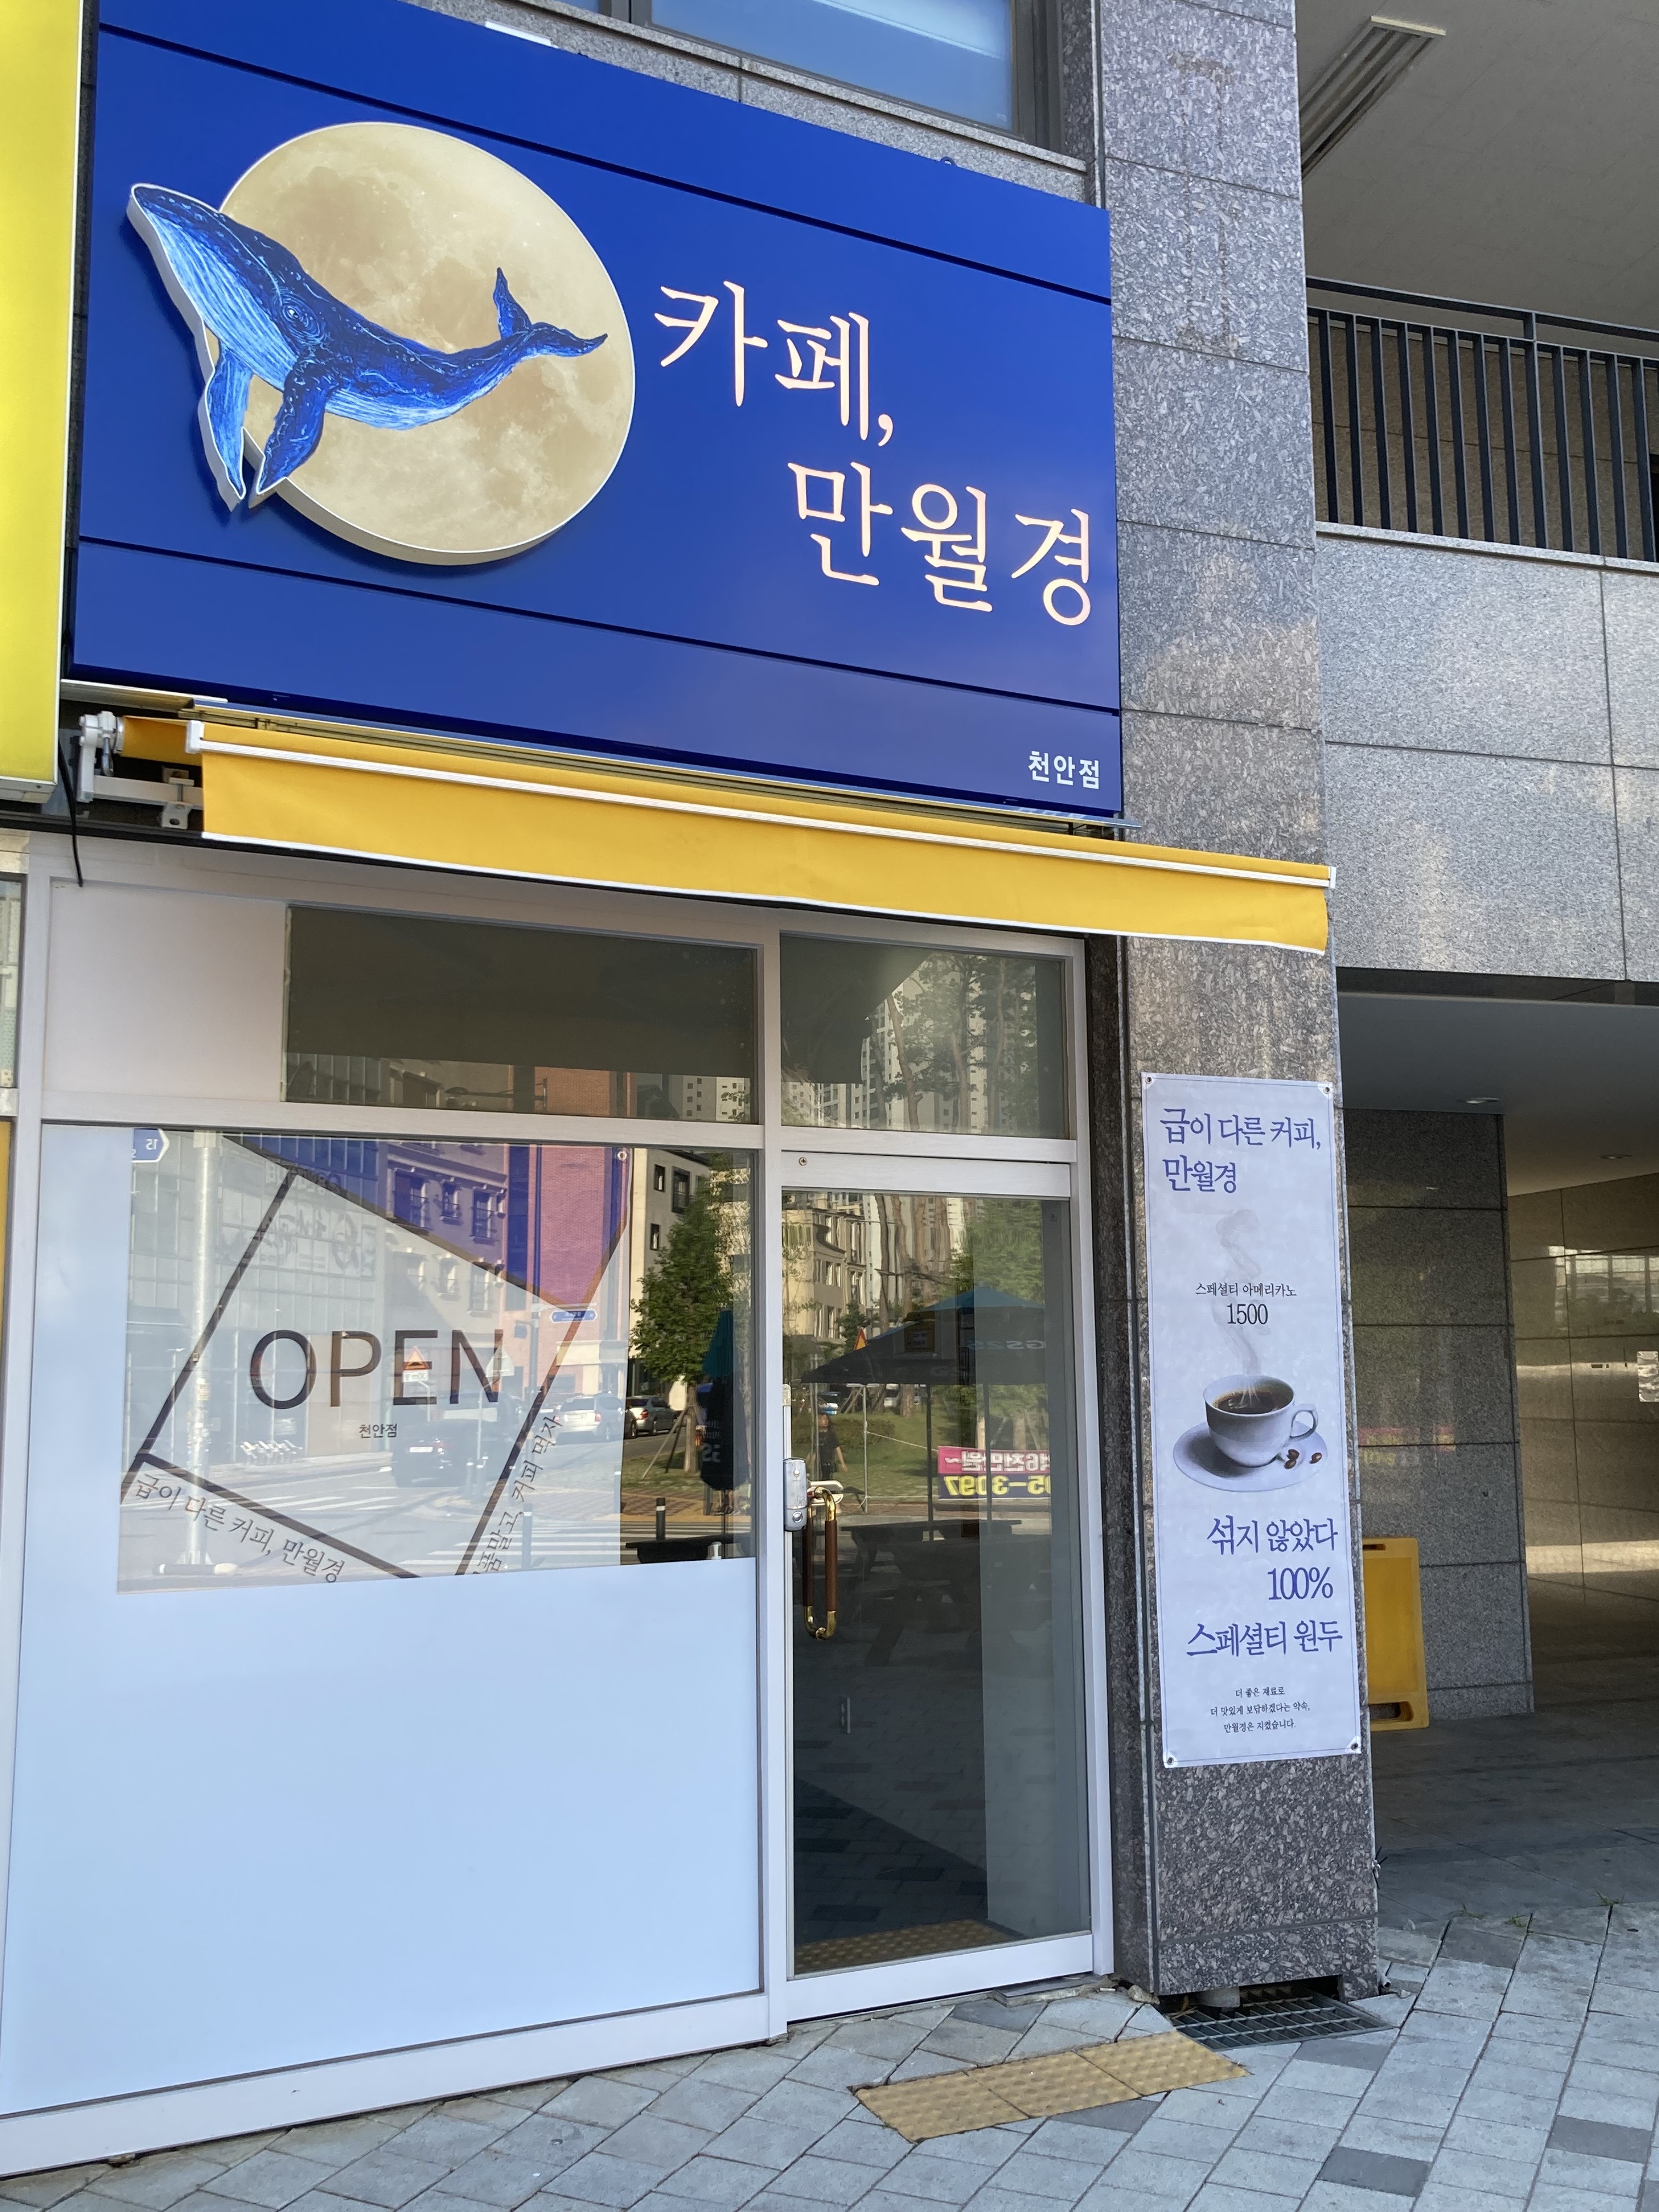 카페,
만월경
천안점
OPEN
천안점
급이 다른 커피, 만월경
커피 먹자
급이 다른 커피,
만월경
스페셜티 아메리카노
1500
섞지 않았다
100%
스페셜티 원두
더 좋은 재료로
더 맛있게 보답하겠다는 약속,
만월경은 지켰습니다.